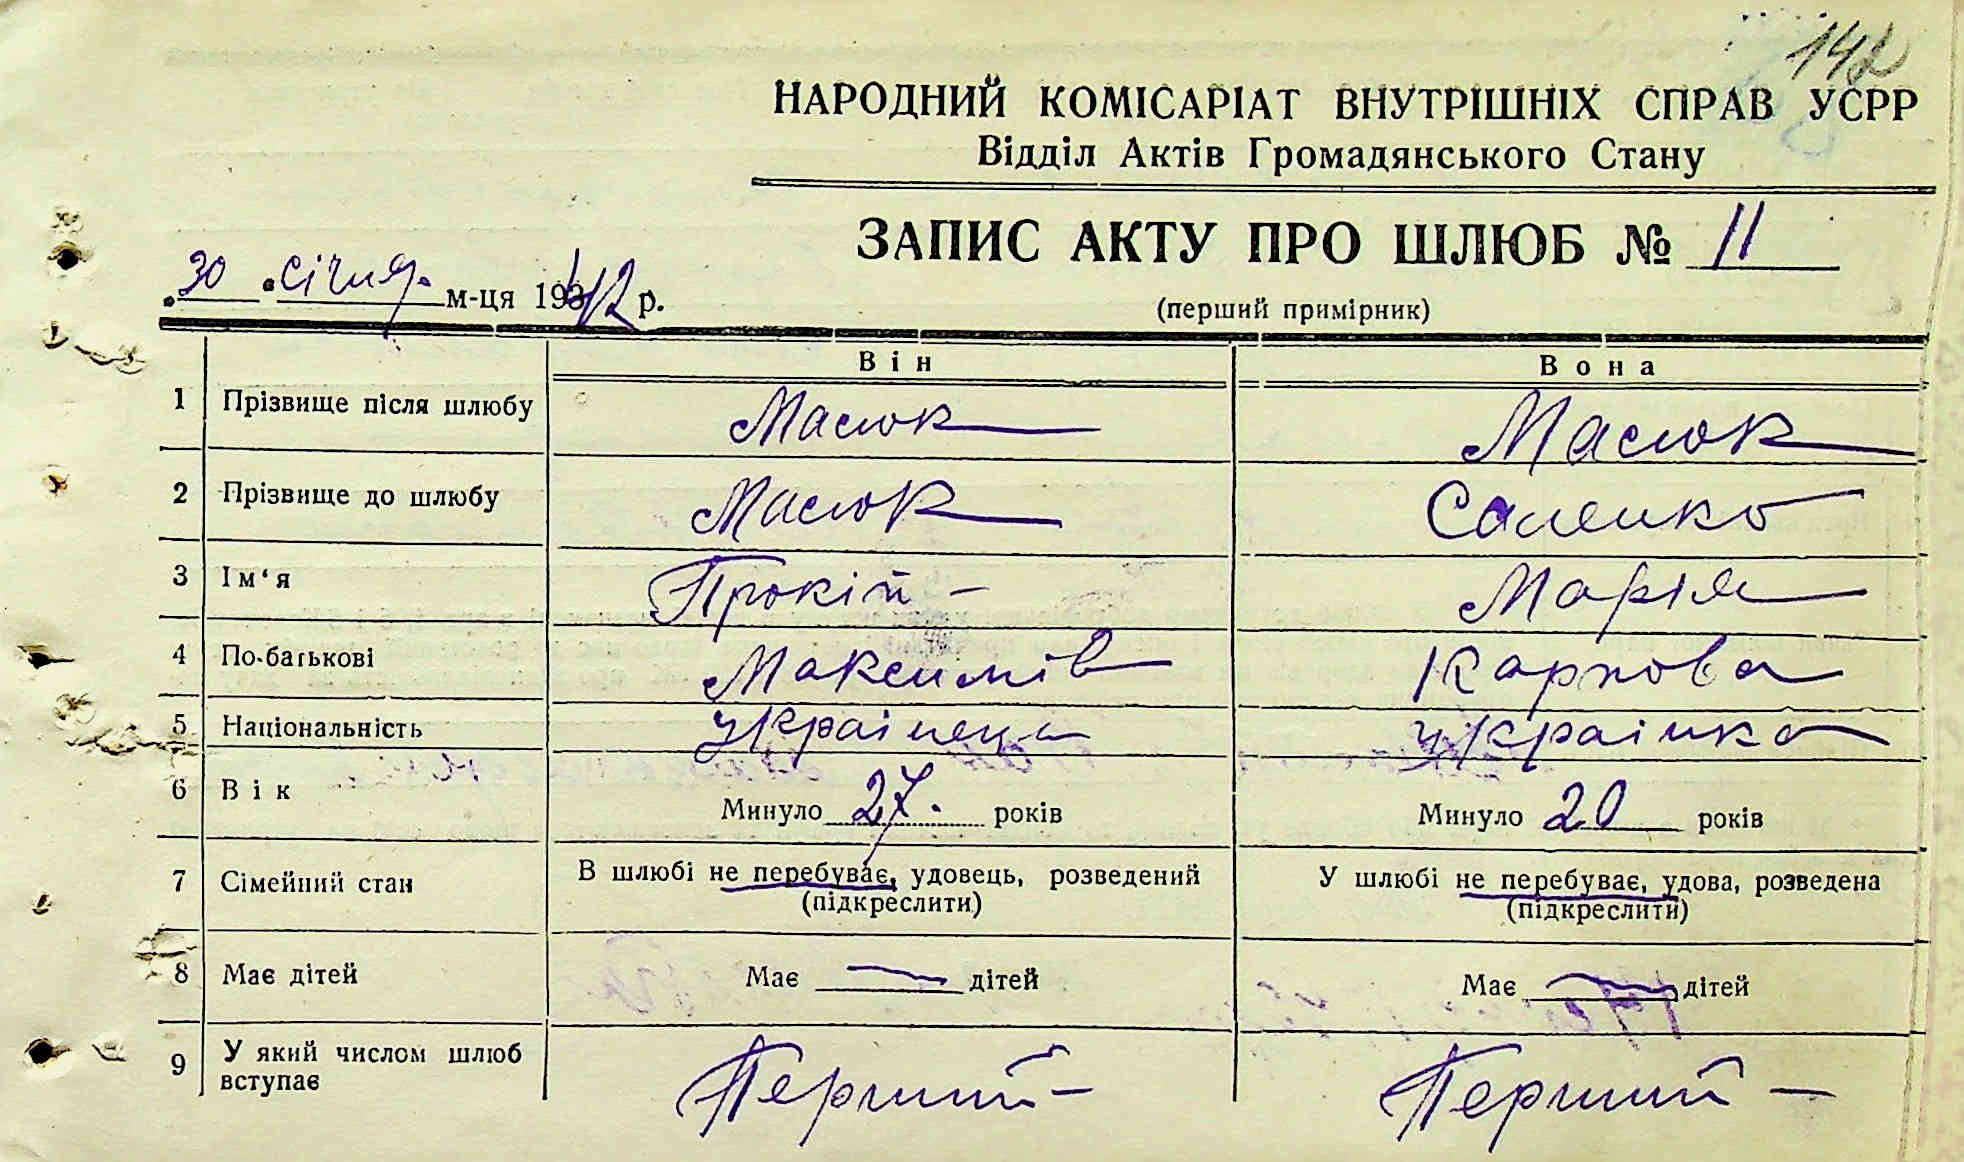 142
НАРОДНИЙ КОМІСАРІАТ ВНУТРІШНІХ СПРАВ УСРР
Відділ Актів Громадянського Стану
ЗАПИС АКТУ ПРО ШЛЮБ № 11
(перший примірник)
30 січня м-ця 1942 р.
Він Вона
1 Прізвище після шлюбу Маслюк Маслюк
2 Прізвище до шлюбу Маслюк Саленко
3 Ім‘я Прокіп Марія
4 По-батькові Максимів Карпова
5 Національність українець українка
6 Вік Минуло 27. років Минуло 20 років
7 Сімейний стан В шлюбі не перебуває, удовець, розведений У шлюбі не перебуває, удова, розведена
(підкреслити) (підкреслити)
8 Має дітей Має — дітей Має — дітей
9 У який числом шлюб вступає Перший — Перший —